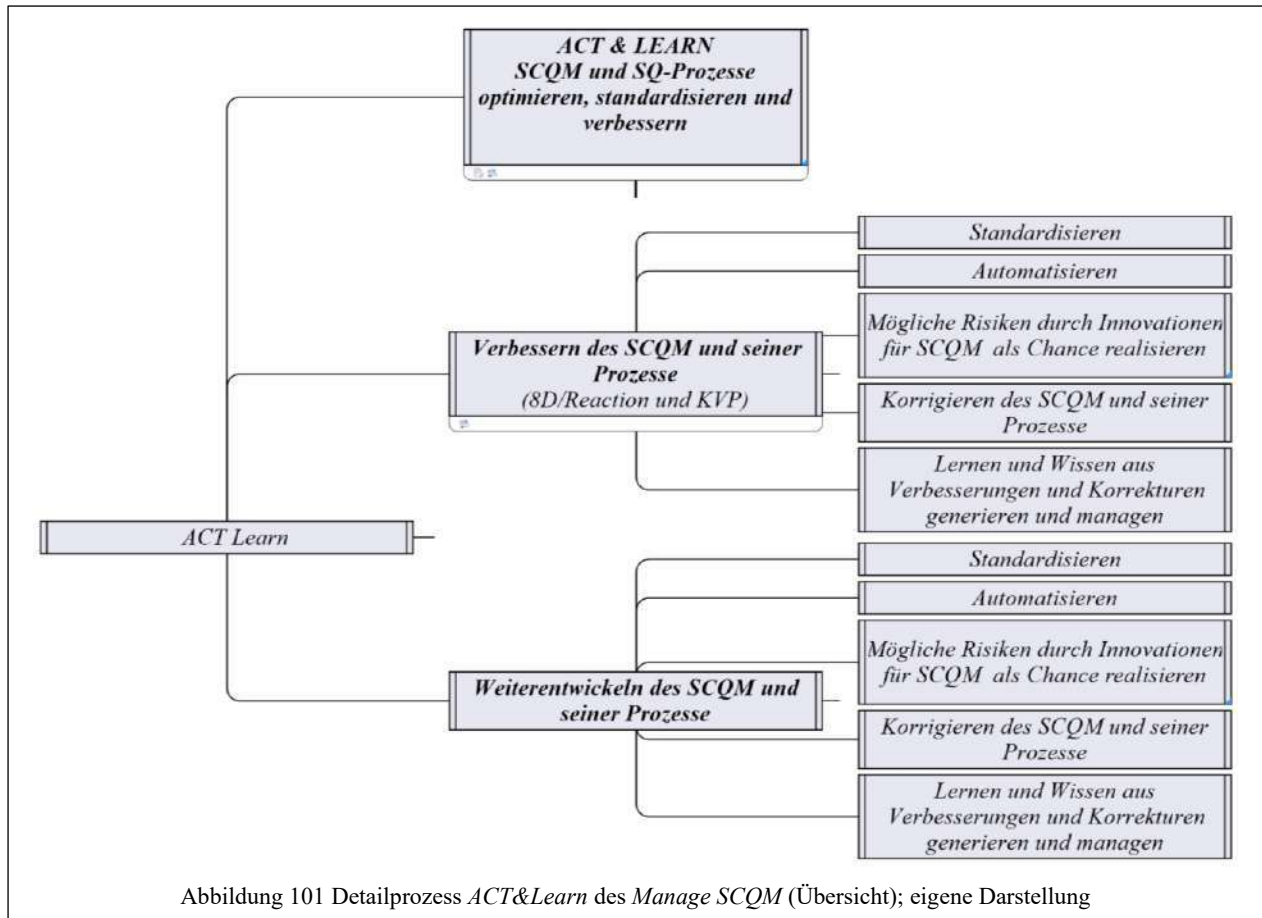 ACT & LEARN
SCQM und SQ-Prozesse
optimieren, standardisieren und
verbessern
Standardisieren
Automatisieren
Mögliche Risiken durch Innovationen
für SCQM als Chance realisieren
Verbessern des SCQM und seiner
Prozesse
(8D/Reaction und KVP)
Korrigieren des SCQM und seiner
Prozesse
Lernen und Wissen aus
Verbesserungen und Korrekturen
generieren und managen
ACT Learn
Standardisieren
Automatisieren
Mögliche Risiken durch Innovationen
für SCQM als Chance realisieren
Weiterentwickeln des SCQM und
seiner Prozesse
Korrigieren des SCQM und seiner
Prozesse
Lernen und Wissen aus
Verbesserungen und Korrekturen
generieren und managen
Abbildung 101 Detailprozess ACT&Learn des Manage SCQM (Übersicht); eigene Darstellung